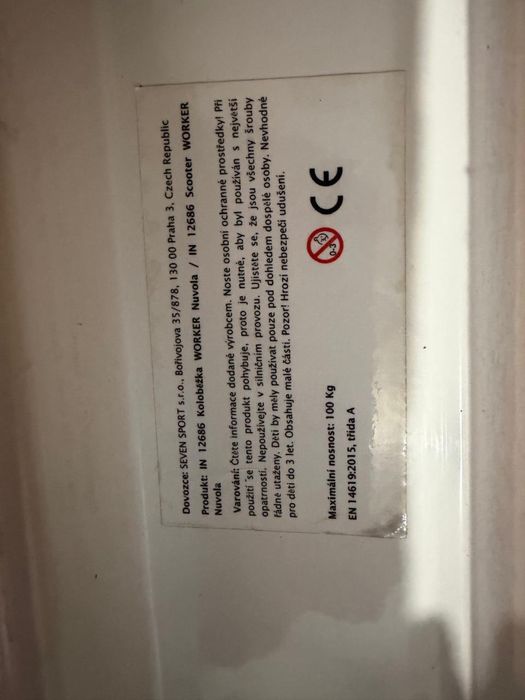 Dovozce: SEVEN SPORT s.r.o., Bořivojova 35/878, 130 00 Praha 3, Czech Republic
Produkt: IN 12686 Koloběžka WORKER Nuvola / IN 12686 Scooter WORKER
Nuvola
Varování: Čtěte informace dodané výrobcem. Noste osobní ochranné prostředky! Při
použití se tento produkt pohybuje, proto je nutné, aby byl používán s největší
opatrností. Nepoužívejte v silničním provozu. Ujistěte se, že jsou všechny šrouby
řádně utaženy. Děti by měly používat pouze pod dohledem dospělé osoby. Nevhodné
pro děti do 3 let. Obsahuje malé části. Pozor! Hrozí nebezpečí udušení.
0-3
CE
Maximální nosnost: 100 Kg
EN 14619:2015, třída A